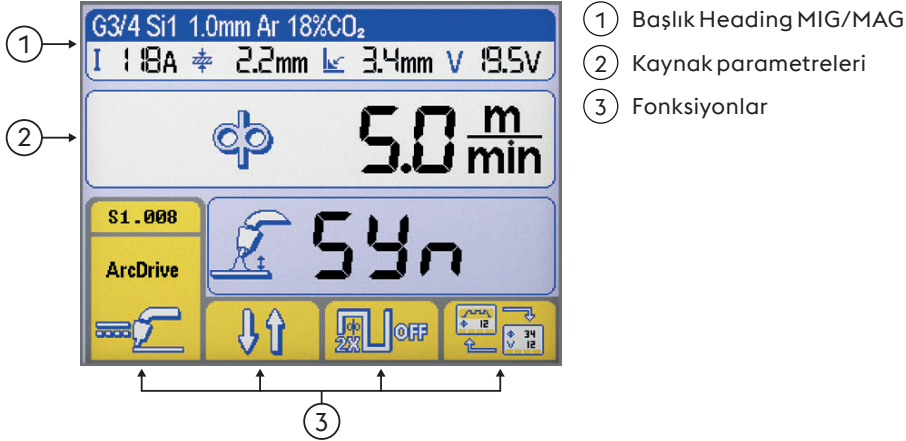 G3/4 Si1 1.0mm Ar 18%CO₂
I 118A 2.2mm 3.4mm V 19.5V
5.0 m/min
S1.008
ArcDrive
Syn
2X OFF
12 34
V 12
1 Başlık Heading MIG/MAG
2 Kaynak parametreleri
3 Fonksiyonlar
1
2
3